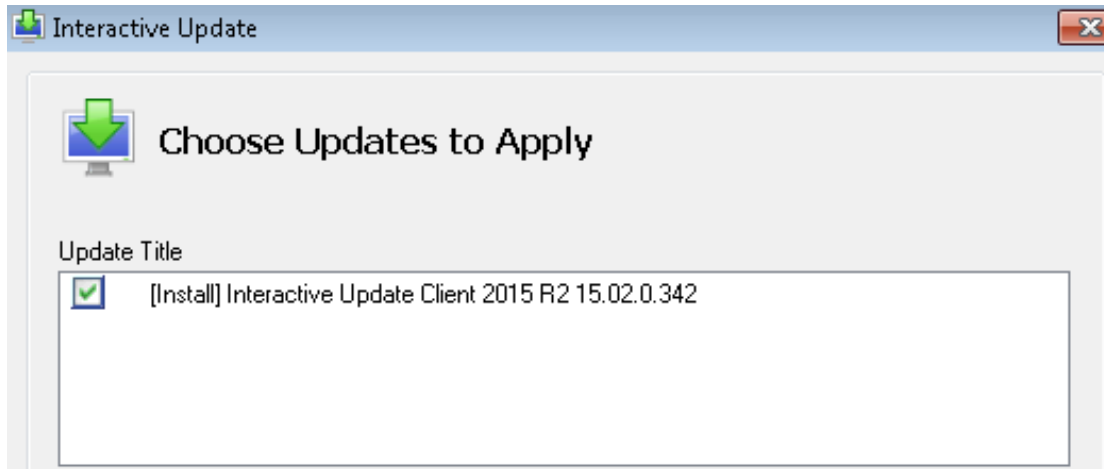 Interactive Update
Choose Updates to Apply
Update Title
[Install] Interactive Update Client 2015 R2 15.02.0.342